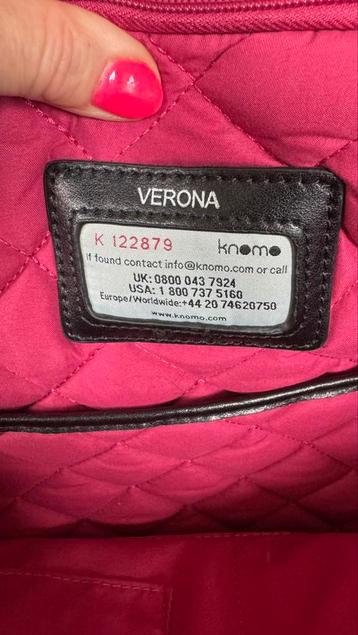 VERONA
K 122879 knomo
If found contact info@knomo.com or call
UK: 0800 043 7924
USA: 1 800 737 5160
Europe/Worldwide:+44 20 74620750
www.knomo.com